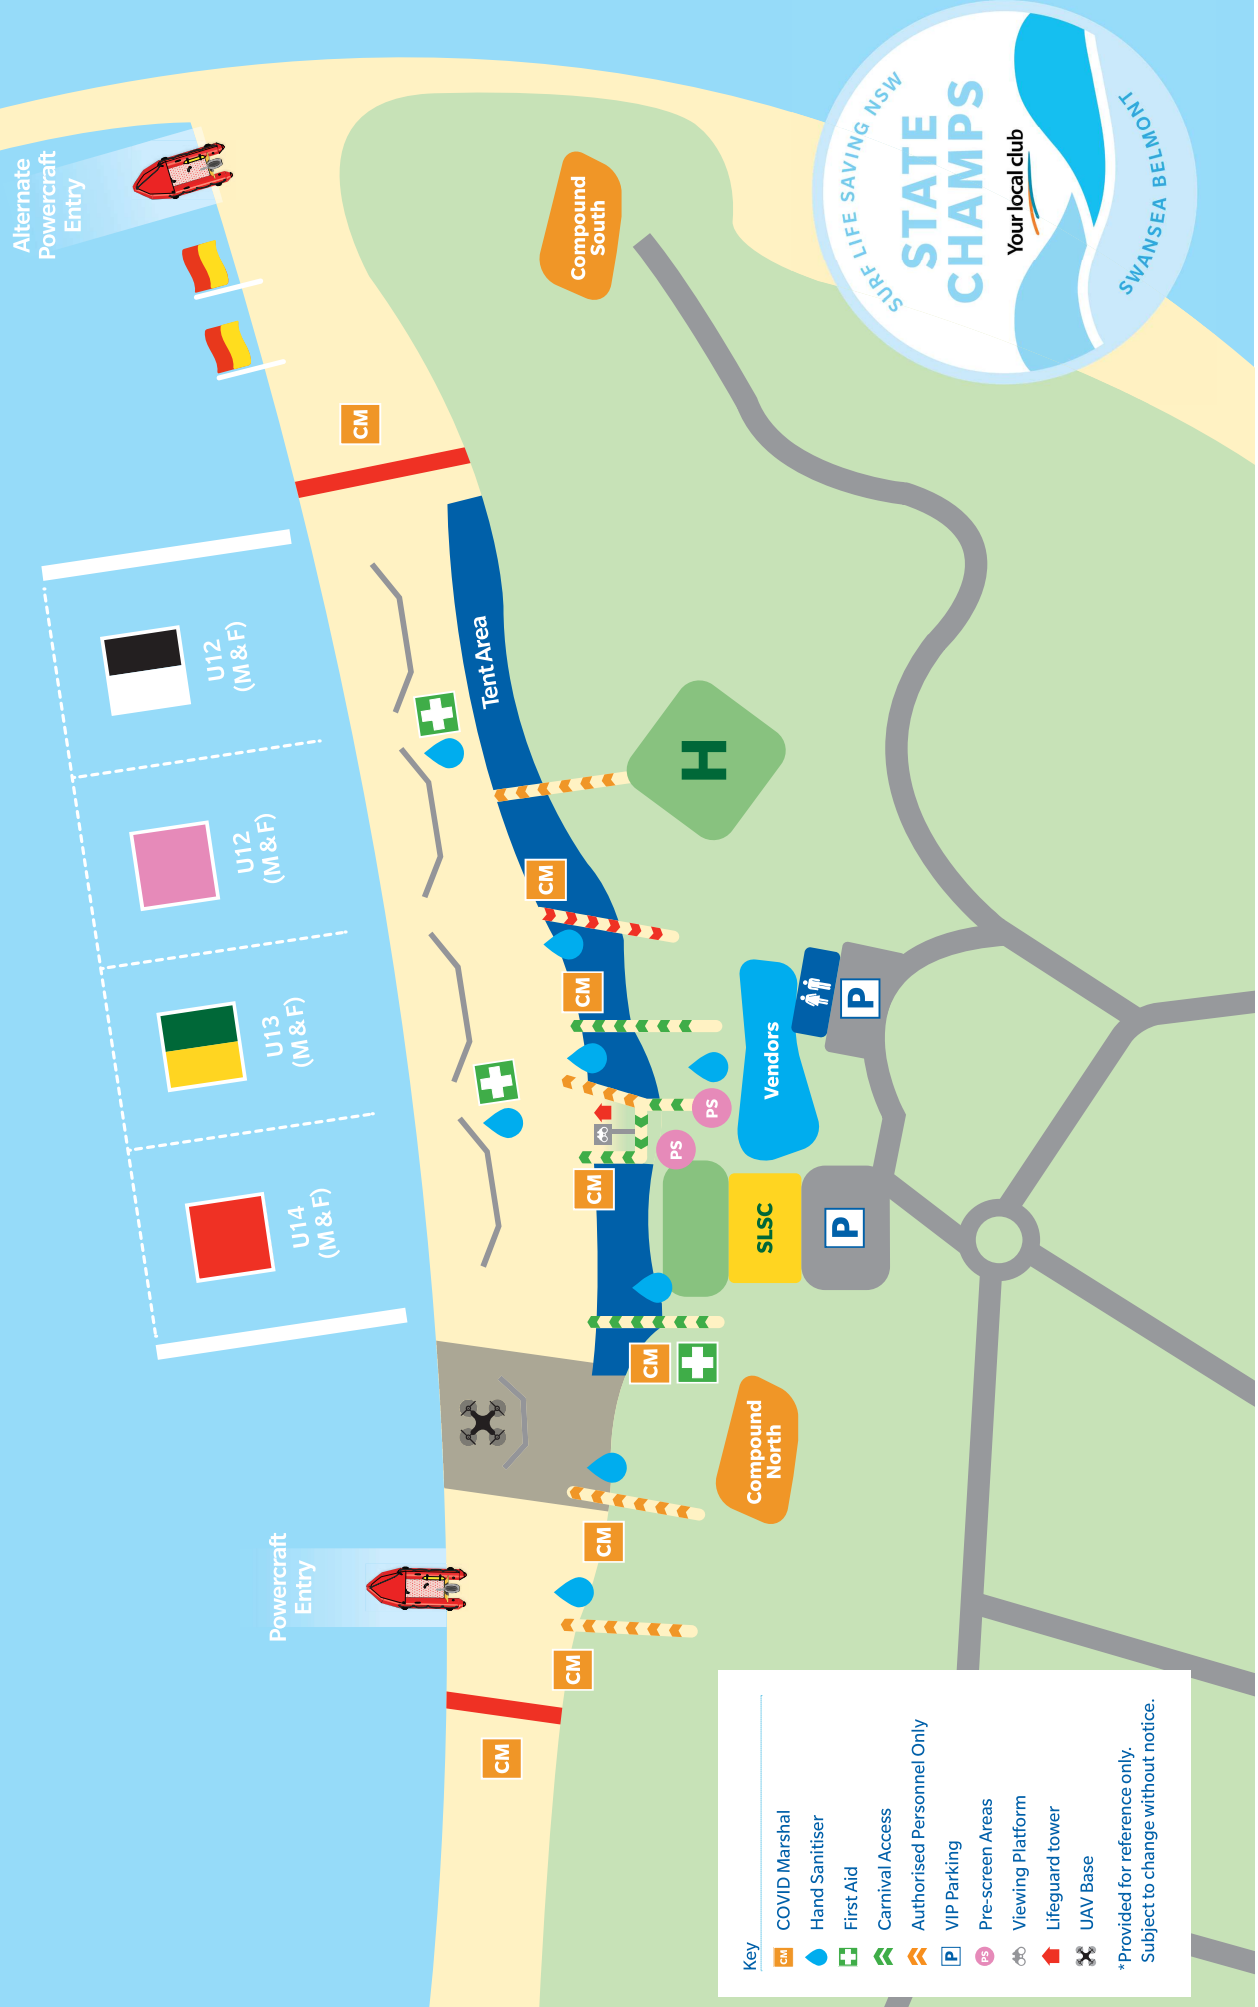 Alternate
Powercraft
Entry
SURF LIFE SAVING NSW
STATE
CHAMPS
Your local club
SWANSEA BELMONT
Compound
South
CM
U12
(M & F)
Tent Area
U12
(M & F)
H
CM
U13
(M & F)
CM
Vendors
P
PS
PS
U14
(M & F)
CM
SLSC
P
CM
Compound
North
Powercraft
Entry
CM
CM
CM
Key
CM COVID Marshal
Hand Sanitiser
First Aid
Carnival Access
Authorised Personnel Only
P VIP Parking
PS Pre-screen Areas
Viewing Platform
Lifeguard tower
UAV Base
*Provided for reference only.
Subject to change without notice.